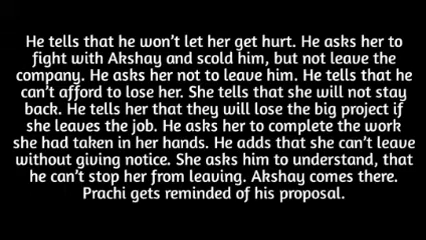 He tells that he won't let her get hurt. He asks her to
fight with Akshay and scold him, but not leave the
company. He asks her not to leave him. He tells that he
can't afford to lose her. She tells that she will not stay
back. He tells her that they will lose the big project if
she leaves the job. He asks her to complete the work
she had taken in her hands. He adds that she can't leave
without giving notice. She asks him to understand, that
he can't stop her from leaving. Akshay comes there.
Prachi gets reminded of his proposal.